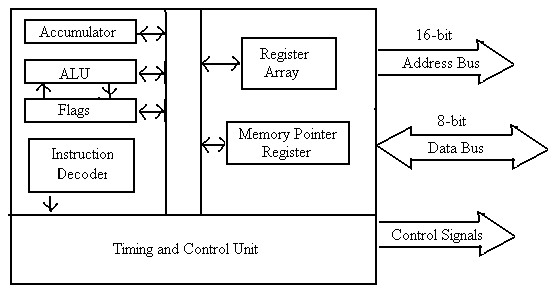 Accumulator
ALU
Flags
Instruction
Decoder
Register
Array
Memory Pointer
Register
Timing and Control Unit
16-bit
Address Bus
8-bit
Data Bus
Control Signals